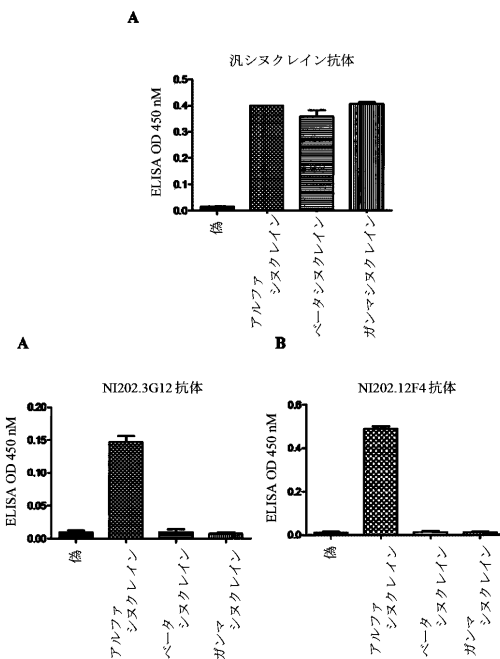 A
汎シヌクレイン抗体
ELISA OD 450 nM
0.5
0.4
0.3
0.2
0.1
0.0
偽
アルファ
シヌクレイン
ベータシヌクレイン
ガンマシヌクレイン
A
NI202.3G12 抗体
ELISA OD 450 nM
0.20
0.15
0.10
0.05
0.00
偽
アルファ
シヌクレイン
ベータ
シヌクレイン
ガンマ
シヌクレイン
B
NI202.12F4 抗体
ELISA OD 450 nM
0.6
0.4
0.2
0.0
偽
アルファ
シヌクレイン
ベータ
シヌクレイン
ガンマ
シヌクレイン